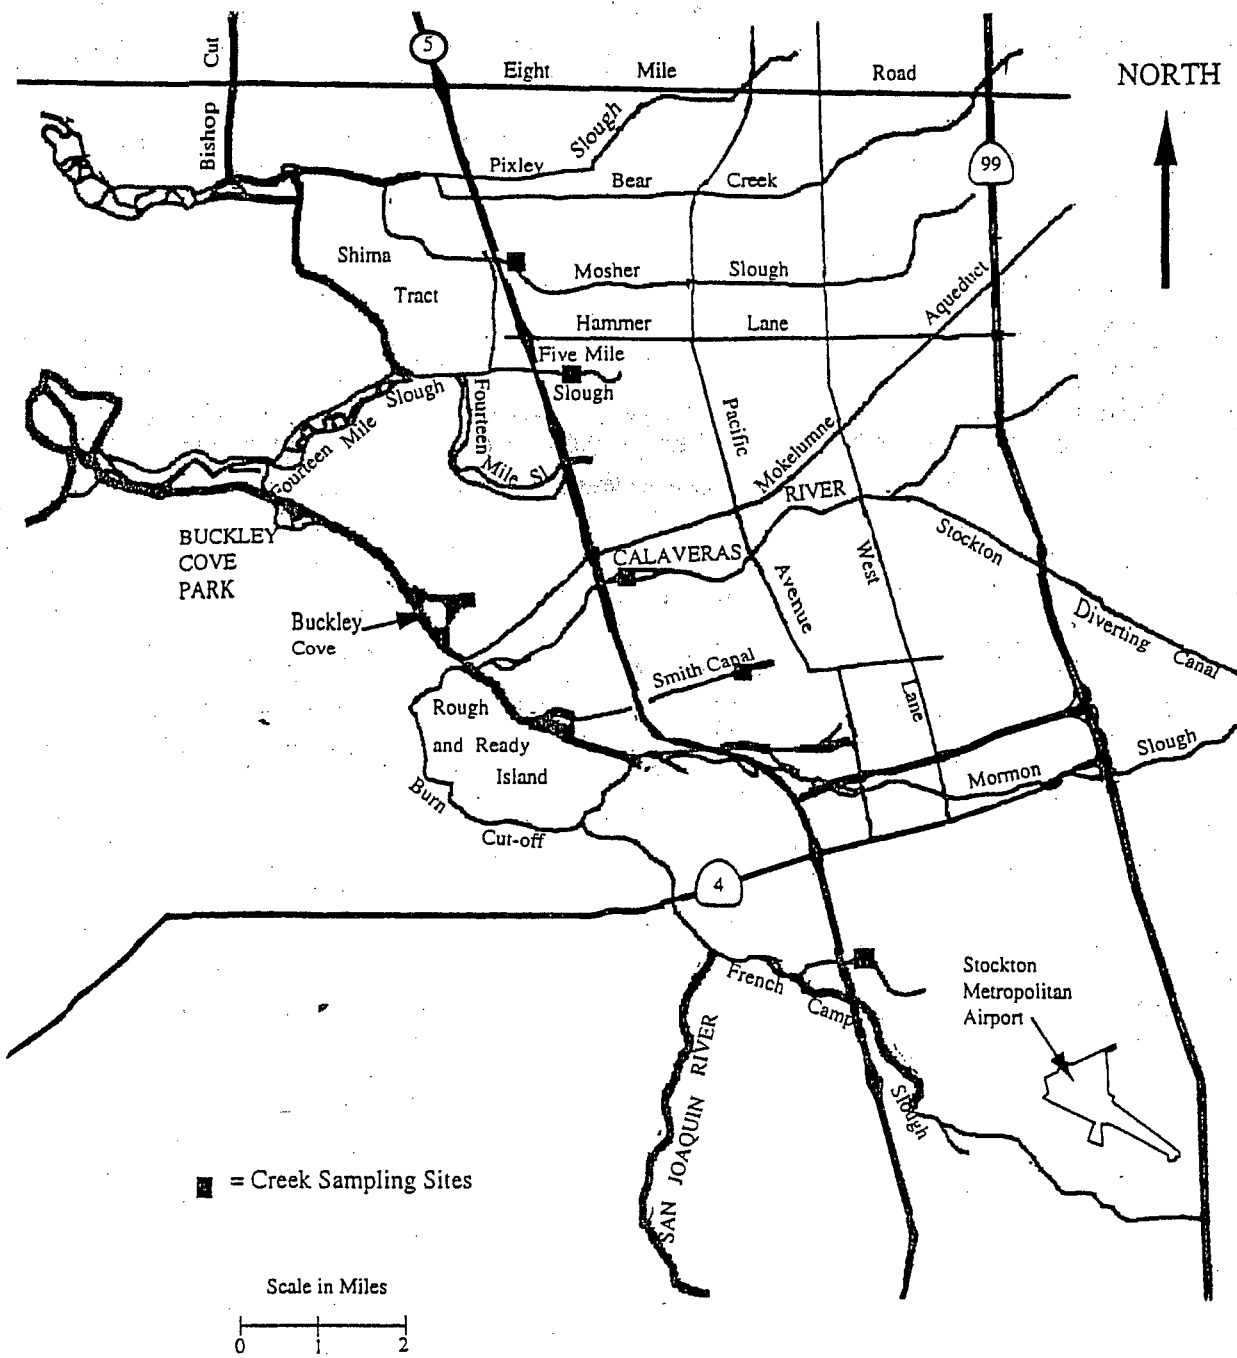 Bishop Cut
5
Eight Mile Road
NORTH
99
Pixley Slough
Bear Creek
Shima
Tract
Mosher Slough
Aqueduct
Hammer Lane
Five Mile
Slough
Fourteen Mile Slough
Fourteen
Mile Sl
Pacific
Mokelumne
RIVER
BUCKLEY
COVE
PARK
CALAVERAS
Stockton
West
Avenue
Diverting
Canal
Buckley
Cove
Smith Canal
Lane
Rough
and Ready
Island
Burn
Cut-off
Mormon
Slough
4
French
Camp
Slough
Stockton
Metropolitan
Airport
SAN JOAQUIN RIVER
= Creek Sampling Sites
Scale in Miles
0 1 2